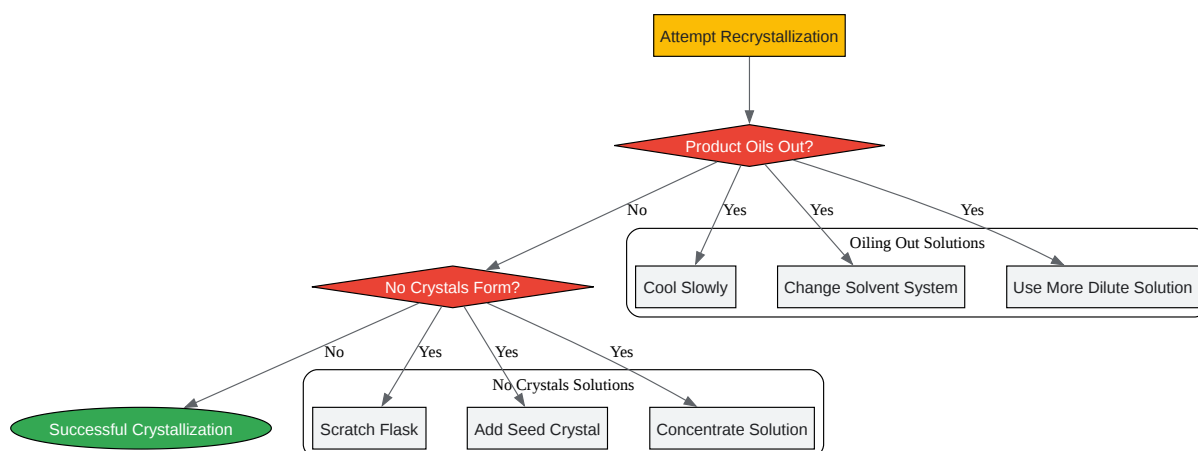 Attempt Recrystallization
Product Oils Out?
No
Yes
Yes
Yes
Oiling Out Solutions
Cool Slowly
Change Solvent System
Use More Dilute Solution
No Crystals Form?
No
Yes
Yes
Yes
No Crystals Solutions
Successful Crystallization
Scratch Flask
Add Seed Crystal
Concentrate Solution